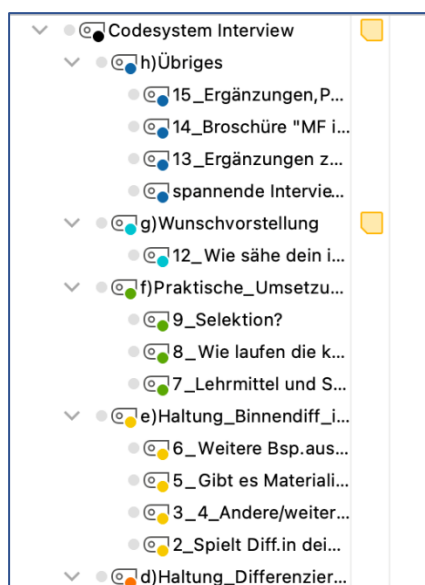 Codesystem Interview
h)Übriges
15_Ergänzungen,P...
14_Broschüre "MF i...
13_Ergänzungen z...
spannende Intervie...
g)Wunschvorstellung
12_Wie sähe dein i...
f)Praktische_Umsetzu...
9_Selektion?
8_Wie laufen die k...
7_Lehrmittel und S...
e)Haltung_Binnendiff_i...
6_Weitere Bsp.aus...
5_Gibt es Materiali...
3_4_Andere/weiter...
2_Spielt Diff.in dei...
d)Haltung_Differenzier...